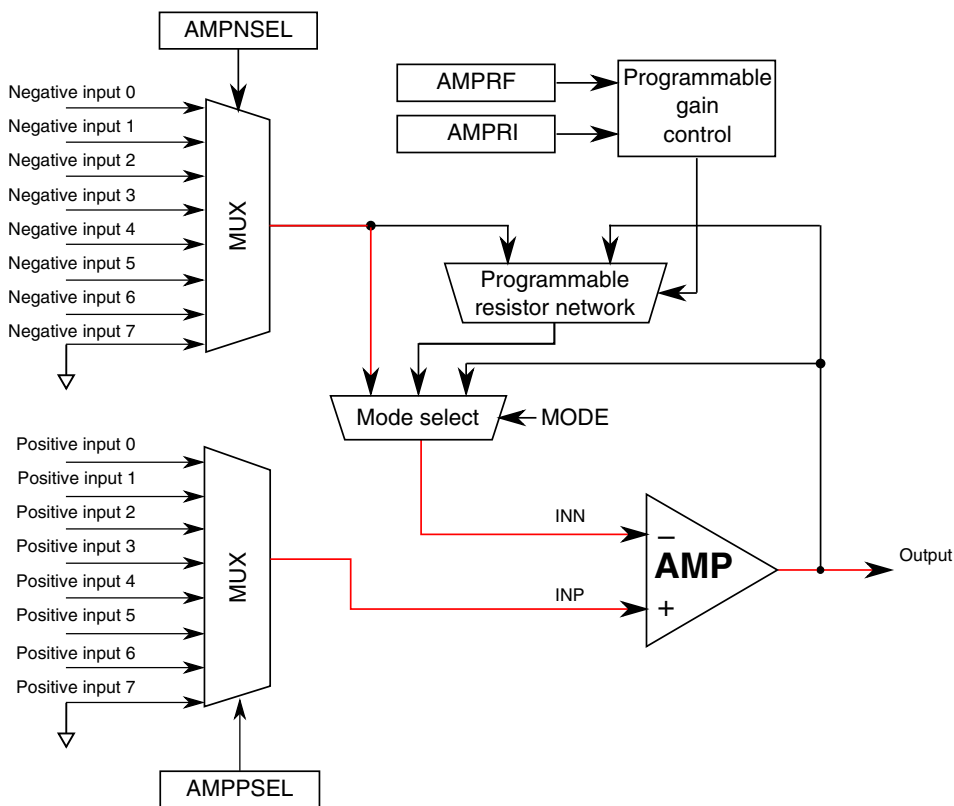 AMPNSEL
Negative input 0
Negative input 1
Negative input 2
Negative input 3
Negative input 4
Negative input 5
Negative input 6
Negative input 7
MUX
AMPRF
AMPRI
Programmable
gain
control
Programmable
resistor network
Mode select
MODE
Positive input 0
Positive input 1
Positive input 2
Positive input 3
Positive input 4
Positive input 5
Positive input 6
Positive input 7
MUX
INN
INP
−
AMP
+
Output
AMPPSEL